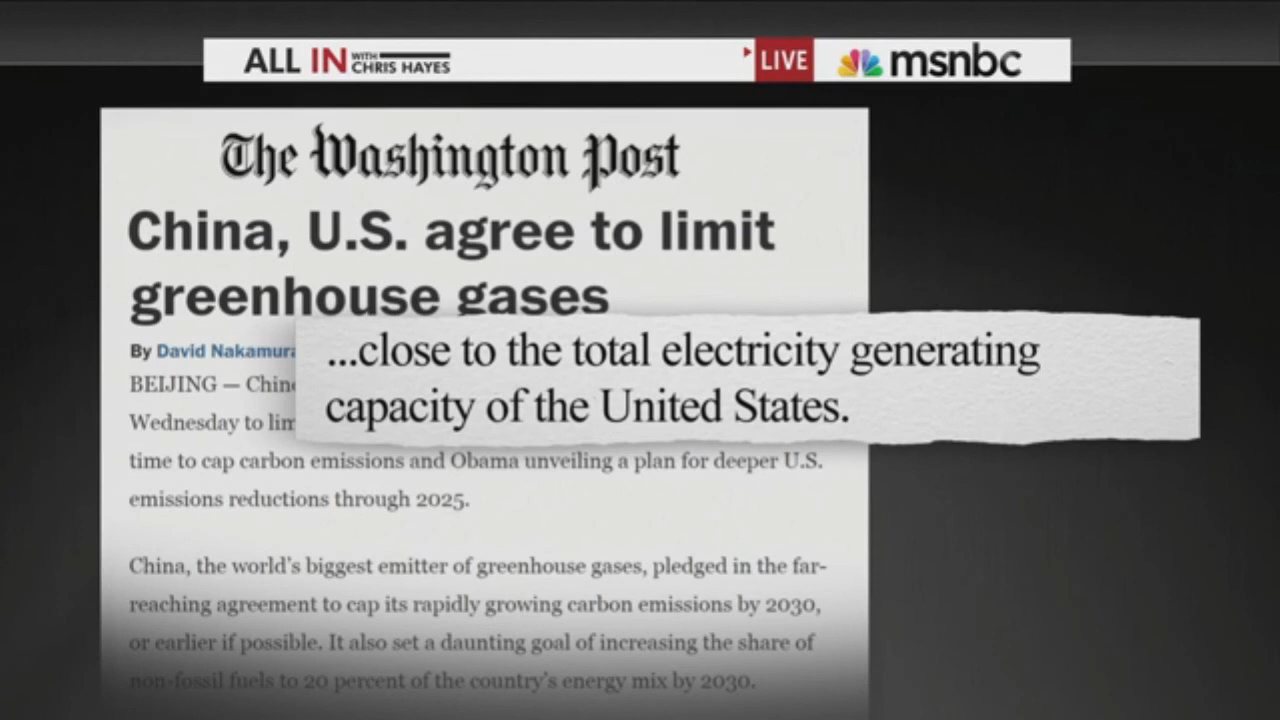 ALL IN WITH CHRIS HAYES
LIVE
msnbc
The Washington Post
China, U.S. agree to limit
greenhouse gases
By David Nakamura
...close to the total electricity generating
BEIJING — Chin
capacity of the United States.
Wednesday to lim
time to cap carbon emissions and Obama unveiling a plan for deeper U.S.
emissions reductions through 2025.
China, the world's biggest emitter of greenhouse gases, pledged in the far-
reaching agreement to cap its rapidly growing carbon emissions by 2030,
or earlier if possible. It also set a daunting goal of increasing the share of
non-fossil fuels to 20 percent of the country's energy mix by 2030.